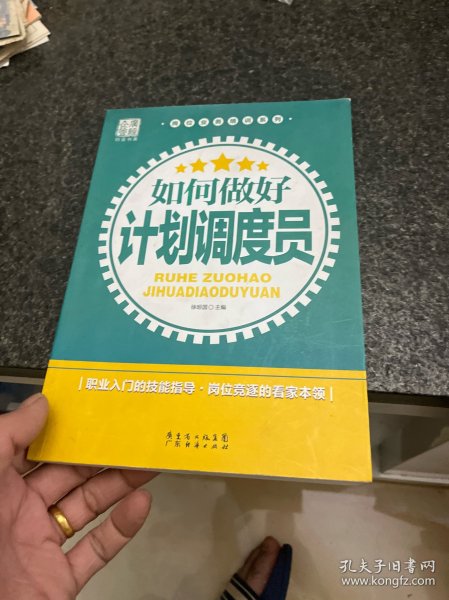 岗位业务培训系列
如何做好
计划调度员
RUHE ZUOHAO
JIHUADIAODUYUAN
主编
职业入门的技能指导·岗位竞逐的看家本领
广东省出版集团
广东经济出版社
孔夫子旧书网
www.kongfz.com